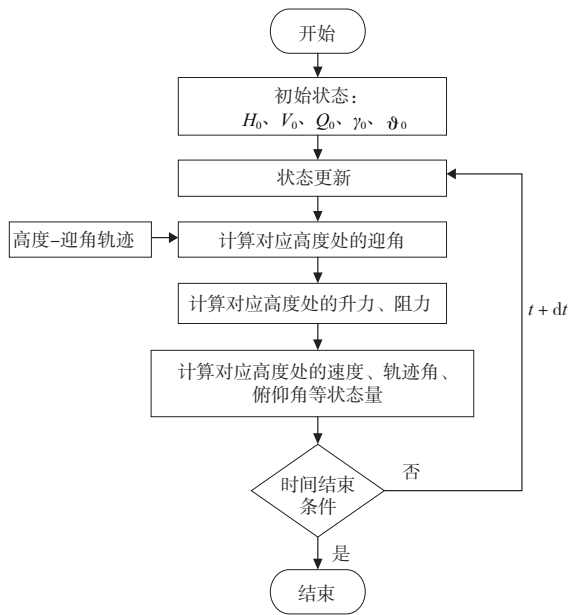 开始
初始状态：
H₀、V₀、Q₀、γ₀、ϑ₀
状态更新
高度-迎角轨迹
计算对应高度处的迎角
计算对应高度处的升力、阻力
t + dt
计算对应高度处的速度、轨迹角、
俯仰角等状态量
否
时间结束
条件
是
结束